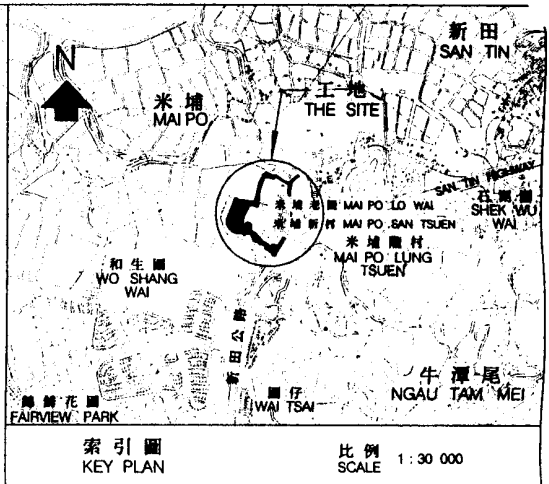 新田
SAN TIN
N
米埔
MAI PO
工地
THE SITE
SAN TIN HIGHWAY
米埔老圍 MAI PO LO WAI
米埔新村 MAI PO SAN TSUEN
石湖圍
SHEK WU
WAI
米埔隴村
MAI PO LUNG
TSUEN
和生圍
WO SHANG
WAI
新田公路
錦綉花園
FAIRVIEW PARK
圍仔
WAI TSAI
牛潭尾
NGAU TAM MEI
索引圖
KEY PLAN
比例
SCALE 1 : 30 000